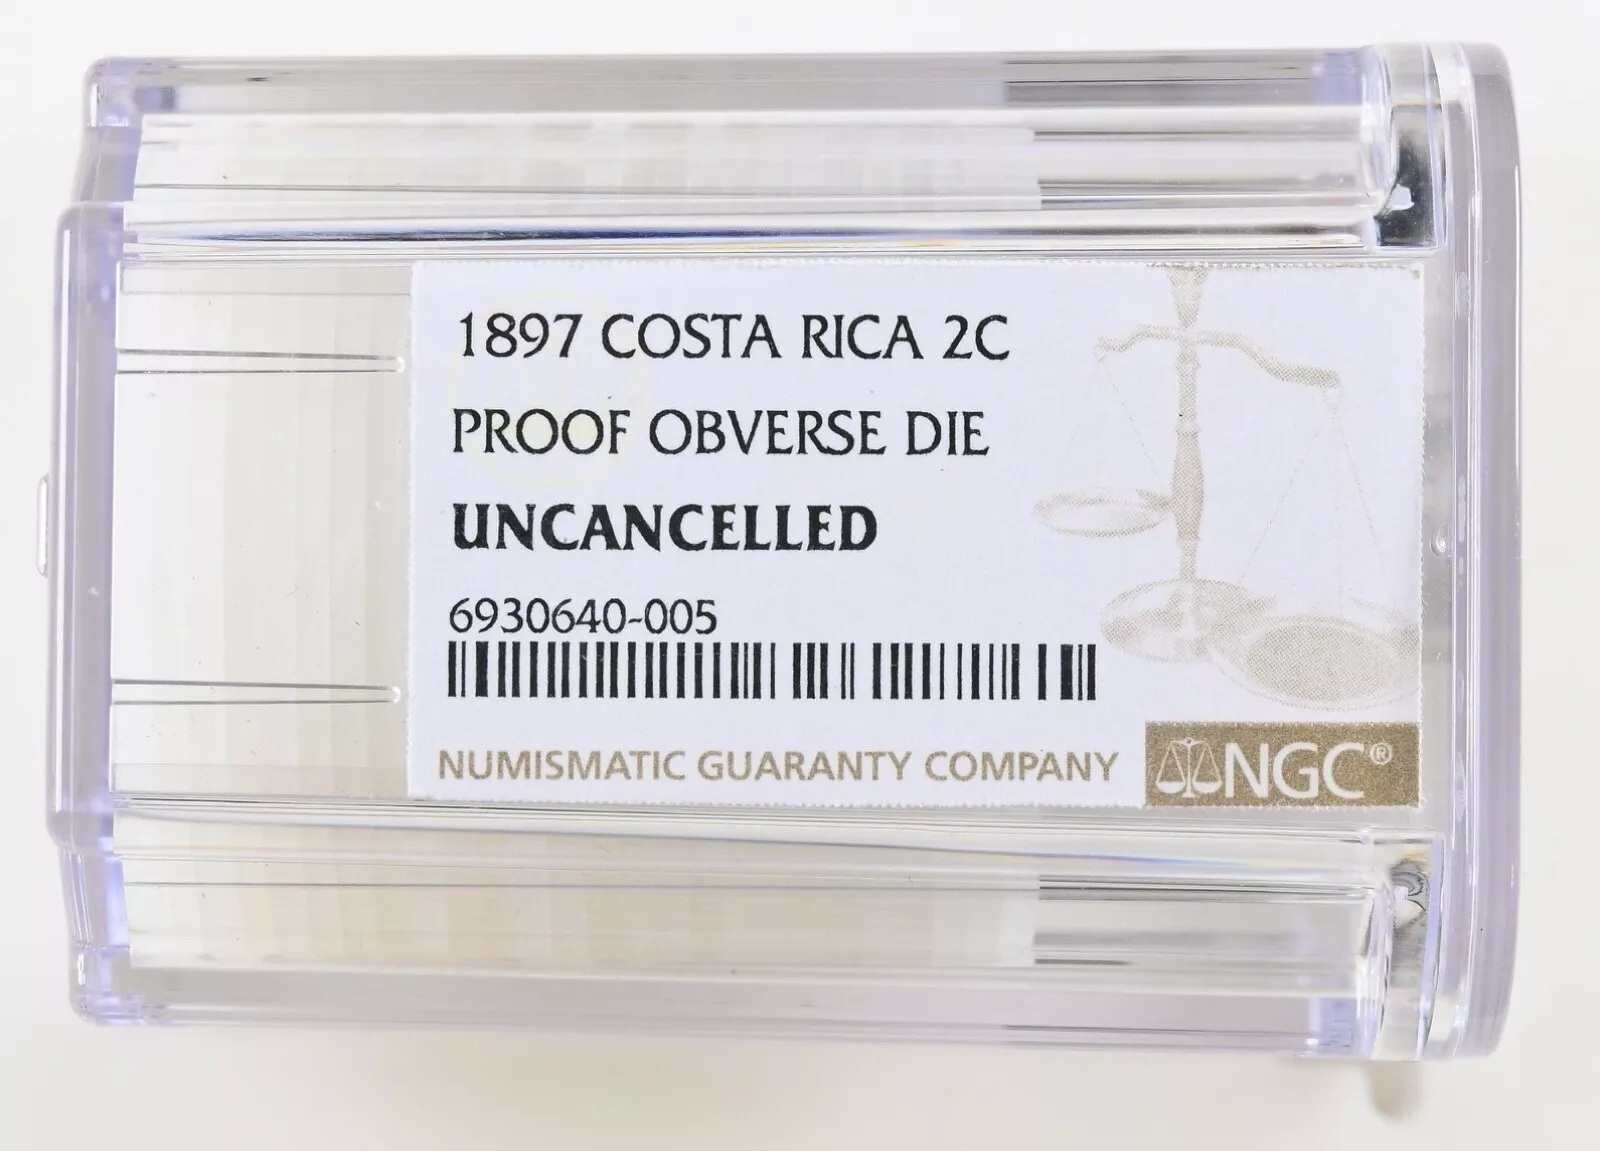 1897 COSTA RICA 2C
PROOF OBVERSE DIE
UNCANCELLED
6930640-005
NUMISMATIC GUARANTY COMPANY
NGC®